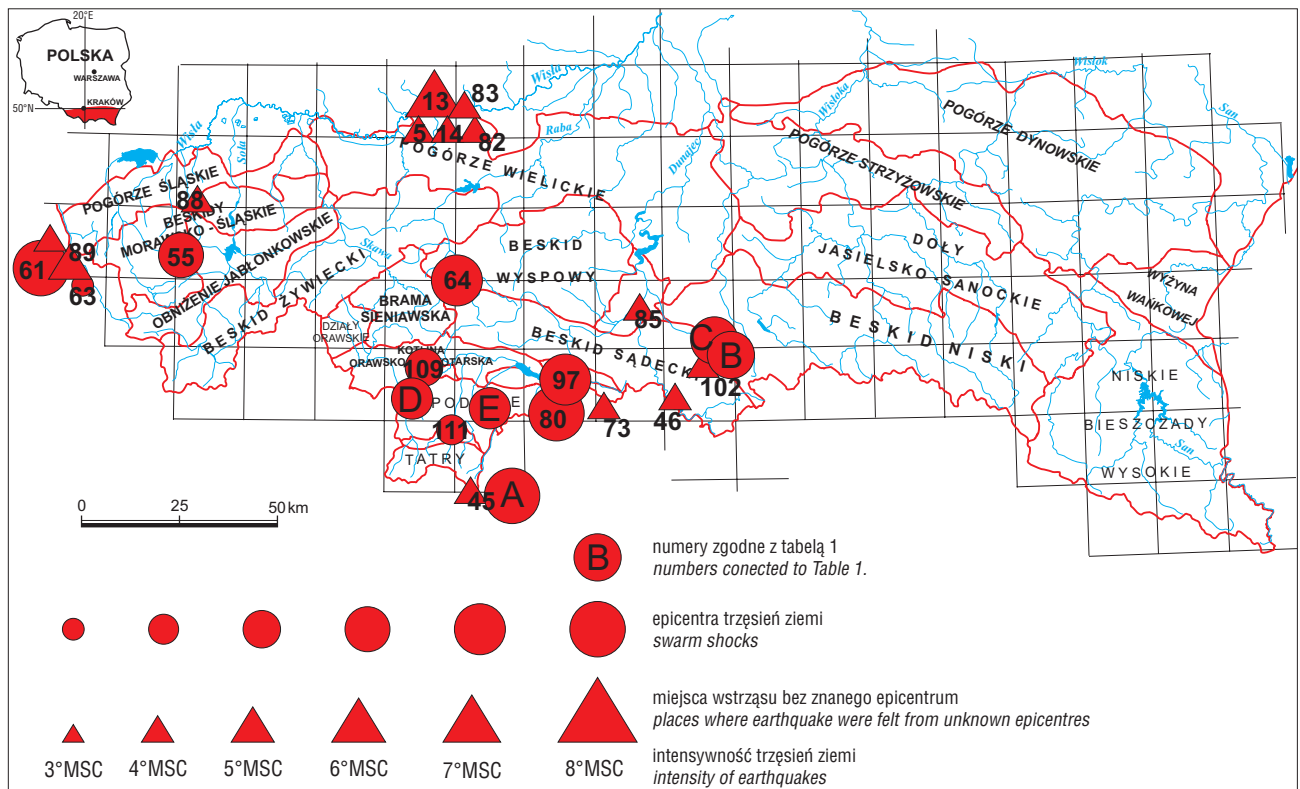 20°E
POLSKA
WARSZAWA
50°N
KRAKÓW
Wisła
Wisła
Soła
Skawa
Raba
Dunajec
Wisłoka
Wisłok
San
San
13
83
5
14
82
POGÓRZE WIELICKIE
POGÓRZE STRZYŻOWSKIE
POGÓRZE DYNOWSKIE
POGÓRZE ŚLĄSKIE
88
BESKIDY
MORAWSKO - ŚLĄSKIE
55
61
89
63
OBNIŻENIE JABŁONKOWSKIE
BESKID ŻYWIECKI
BESKID
WYSPOWY
64
BRAMA
SIENIAWSKA
DZIAŁY
ORAWSKIE
DOŁY
JASIELSKO-SANOCKIE
WYŻYNA
WAŃKOWEJ
BESKID NISKI
BESKID SĄDECKI
85
C
B
102
109
97
80
73
46
D
E
111
TATRY
45
A
NISKIE
BIESZCZADY
WYSOKIE
0
25
50 km
B
numery zgodne z tabelą 1
numbers conected to Table 1.
epicentra trzęsień ziemi
swarm shocks
miejsca wstrząsu bez znanego epicentrum
places where earthquake were felt from unknown epicentres
3°MSC
4°MSC
5°MSC
6°MSC
7°MSC
8°MSC
intensywność trzęsień ziemi
intensity of earthquakes